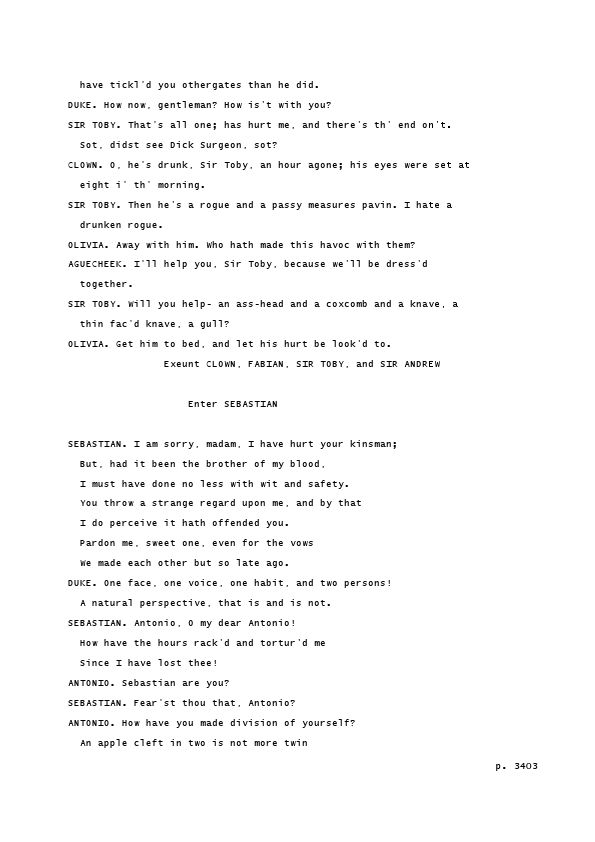 have tickl'd you othergates than he did.
DUKE. How now, gentleman? How is't with you?
SIR TOBY. That's all one; has hurt me, and there's th' end on't.
Sot, didst see Dick Surgeon, sot?
CLOWN. O, he's drunk, Sir Toby, an hour agone; his eyes were set at
eight i' th' morning.
SIR TOBY. Then he's a rogue and a passy measures pavin. I hate a
drunken rogue.
OLIVIA. Away with him. Who hath made this havoc with them?
AGUECHEEK. I'll help you, Sir Toby, because we'll be dress'd
together.
SIR TOBY. Will you help- an ass-head and a coxcomb and a knave, a
thin fac'd knave, a gull?
OLIVIA. Get him to bed, and let his hurt be look'd to.
Exeunt CLOWN, FABIAN, SIR TOBY, and SIR ANDREW
Enter SEBASTIAN
SEBASTIAN. I am sorry, madam, I have hurt your kinsman;
But, had it been the brother of my blood,
I must have done no less with wit and safety.
You throw a strange regard upon me, and by that
I do perceive it hath offended you.
Pardon me, sweet one, even for the vows
We made each other but so late ago.
DUKE. One face, one voice, one habit, and two persons!
A natural perspective, that is and is not.
SEBASTIAN. Antonio, O my dear Antonio!
How have the hours rack'd and tortur'd me
Since I have lost thee!
ANTONIO. Sebastian are you?
SEBASTIAN. Fear'st thou that, Antonio?
ANTONIO. How have you made division of yourself?
An apple cleft in two is not more twin
p. 3403